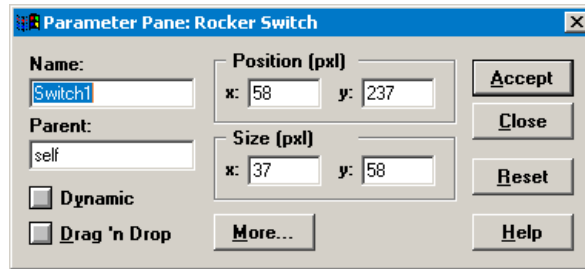 Parameter Pane: Rocker Switch
Name:
Switch1
Parent:
self
Dynamic
Drag 'n Drop
Position (pxl)
x: 58 y: 237
Size (pxl)
x: 37 y: 58
More...
Accept
Close
Reset
Help